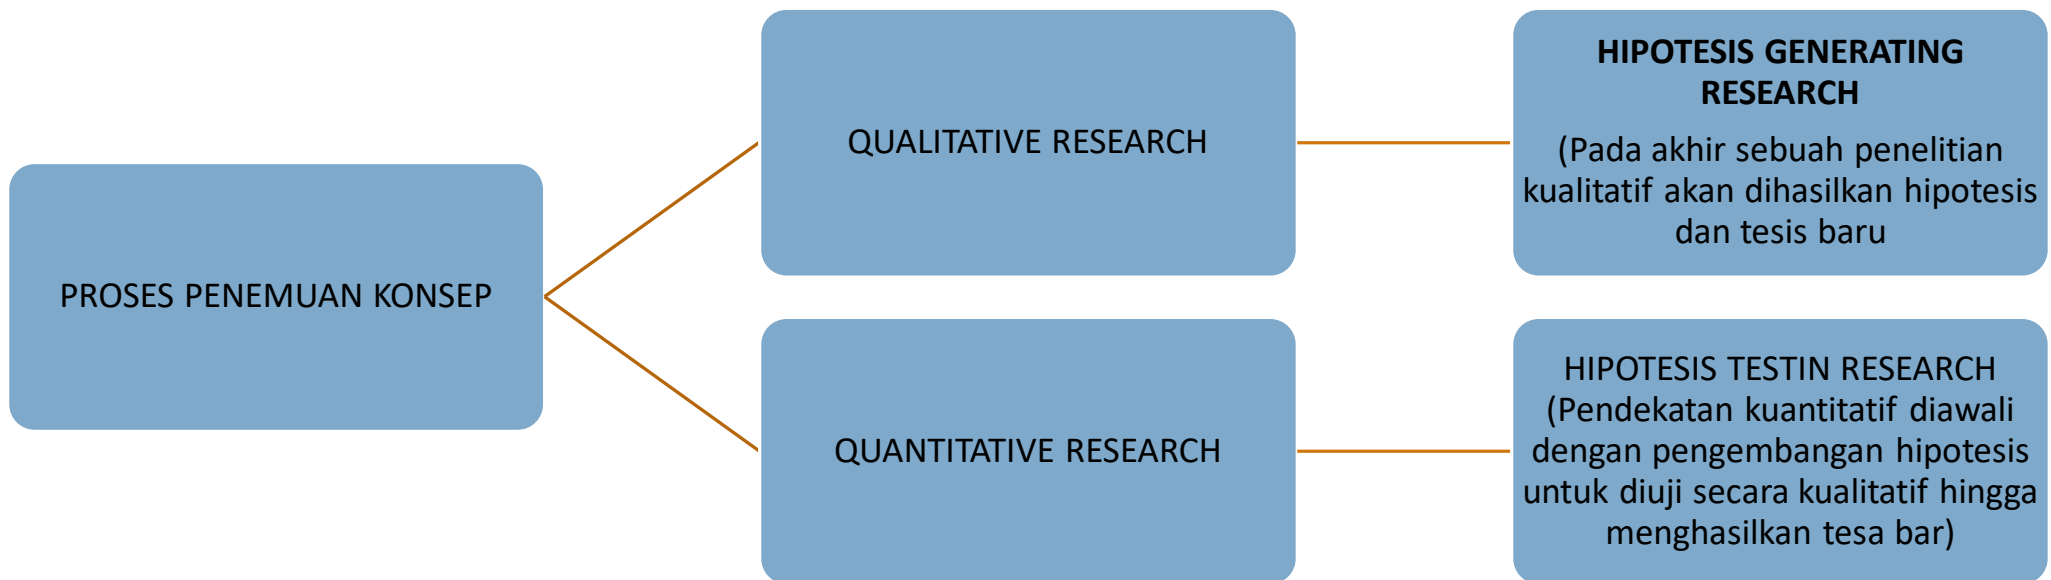 PROSES PENEMUAN KONSEP
QUALITATIVE RESEARCH
HIPOTESIS GENERATING
RESEARCH
(Pada akhir sebuah penelitian
kualitatif akan dihasilkan hipotesis
dan tesis baru
QUANTITATIVE RESEARCH
HIPOTESIS TESTIN RESEARCH
(Pendekatan kuantitatif diawali
dengan pengembangan hipotesis
untuk diuji secara kualitatif hingga
menghasilkan tesa bar)